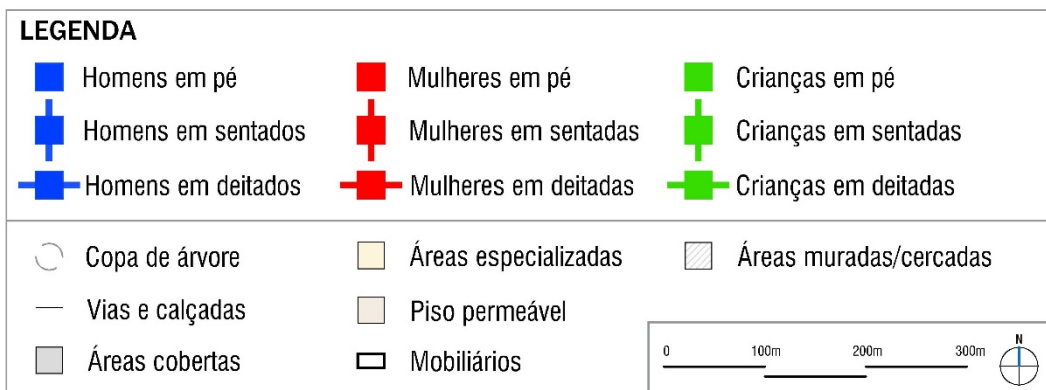 LEGENDA
Homens em pé
Mulheres em pé
Crianças em pé
Homens em sentados
Mulheres em sentadas
Crianças em sentadas
Homens em deitados
Mulheres em deitadas
Crianças em deitadas
Copa de árvore
Áreas especializadas
Áreas muradas/cercadas
Vias e calçadas
Piso permeável
Áreas cobertas
Mobiliários
0 100m 200m 300m
N